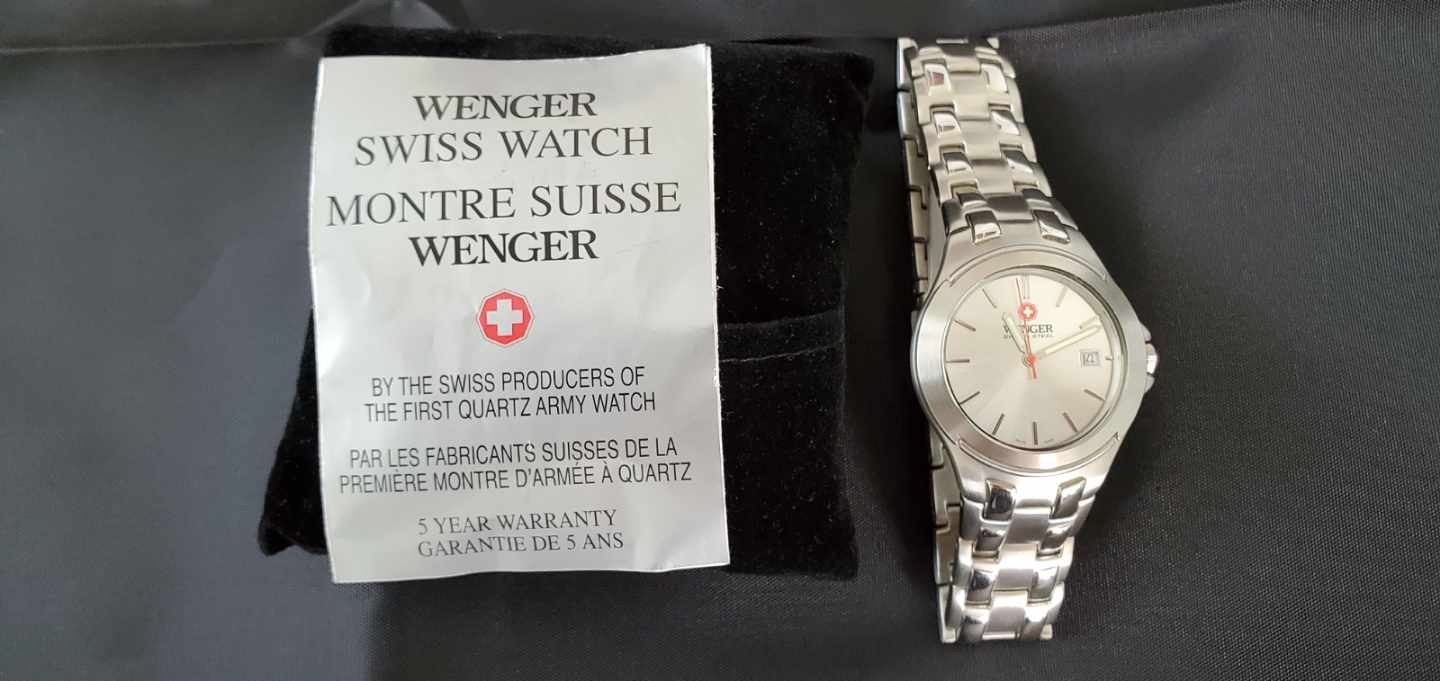 WENGER
SWISS WATCH
MONTRE SUISSE
WENGER
BY THE SWISS PRODUCERS OF
THE FIRST QUARTZ ARMY WATCH
PAR LES FABRICANTS SUISSES DE LA
PREMIÈRE MONTRE D'ARMÉE À QUARTZ
5 YEAR WARRANTY
GARANTIE DE 5 ANS
WENGER